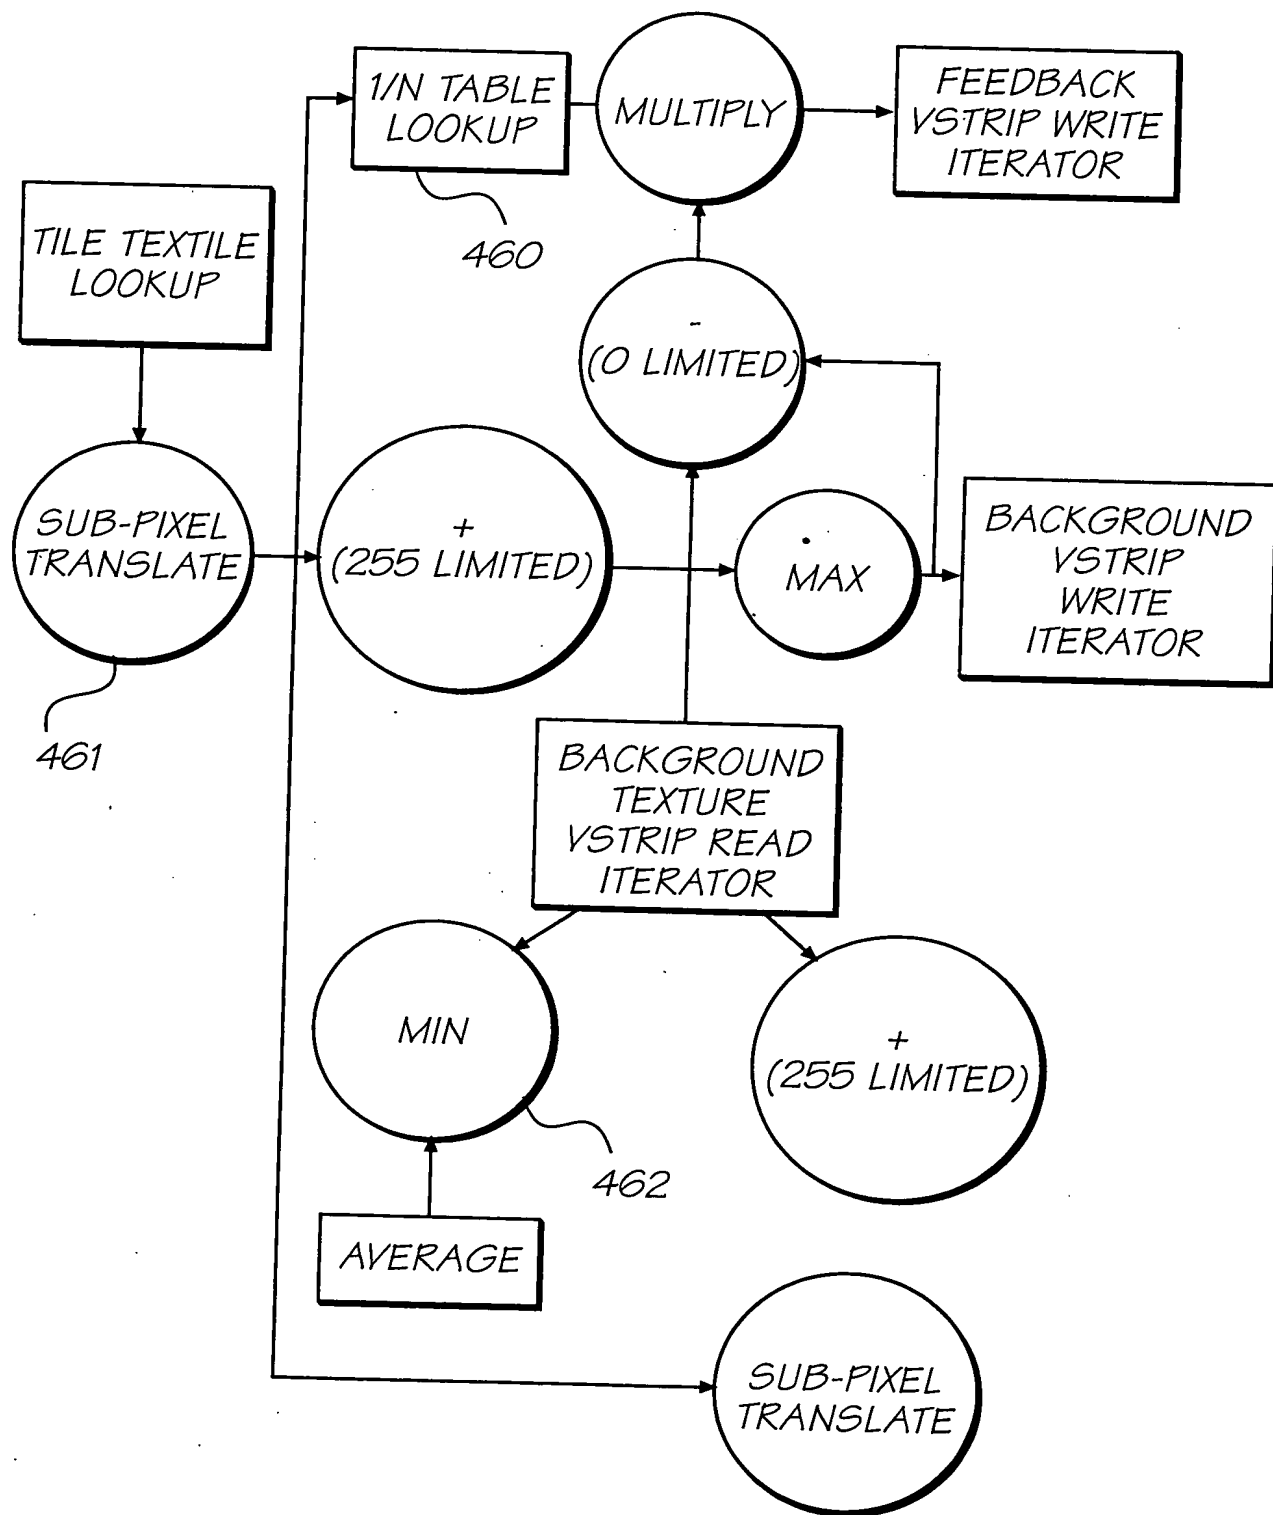 1/N TABLE
LOOKUP
MULTIPLY
FEEDBACK
VSTRIP WRITE
ITERATOR
460
TILE TEXTILE
LOOKUP
-
(0 LIMITED)
SUB-PIXEL
TRANSLATE
461
+
(255 LIMITED)
MAX
BACKGROUND
VSTRIP
WRITE
ITERATOR
BACKGROUND
TEXTURE
VSTRIP READ
ITERATOR
MIN
462
+
(255 LIMITED)
AVERAGE
SUB-PIXEL
TRANSLATE